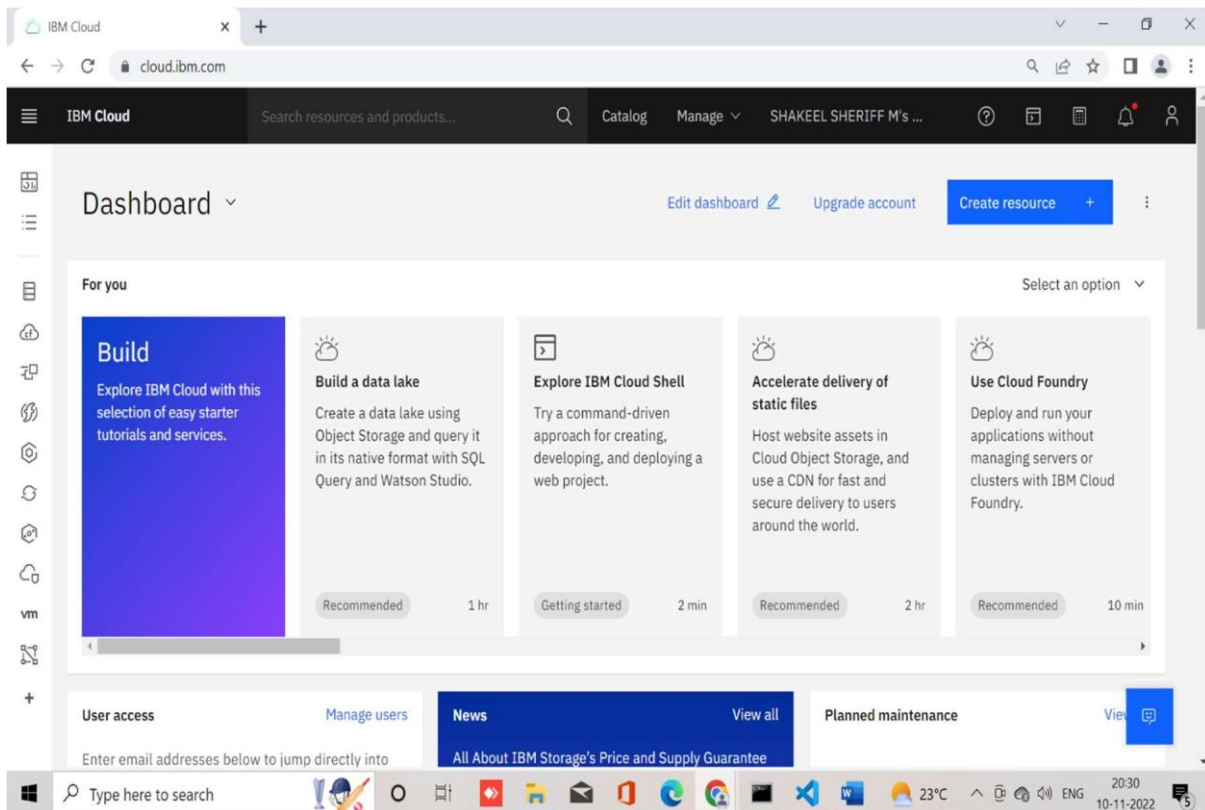 IBM Cloud
cloud.ibm.com
IBM Cloud
Search resources and products...
Catalog
Manage
SHAKEEL SHERIFF M's ...
Dashboard
Edit dashboard
Upgrade account
Create resource +
For you
Select an option
Build
Explore IBM Cloud with this
selection of easy starter
tutorials and services.
Build a data lake
Create a data lake using
Object Storage and query it
in its native format with SQL
Query and Watson Studio.
Recommended
1 hr
Explore IBM Cloud Shell
Try a command-driven
approach for creating,
developing, and deploying a
web project.
Getting started
2 min
Accelerate delivery of
static files
Host website assets in
Cloud Object Storage, and
use a CDN for fast and
secure delivery to users
around the world.
Recommended
2 hr
Use Cloud Foundry
Deploy and run your
applications without
managing servers or
clusters with IBM Cloud
Foundry.
Recommended
10 min
vm
User access
Manage users
Enter email addresses below to jump directly into
News
View all
All About IBM Storage's Price and Supply Guarantee
Planned maintenance
Type here to search
23°C
ENG
20:30
10-11-2022